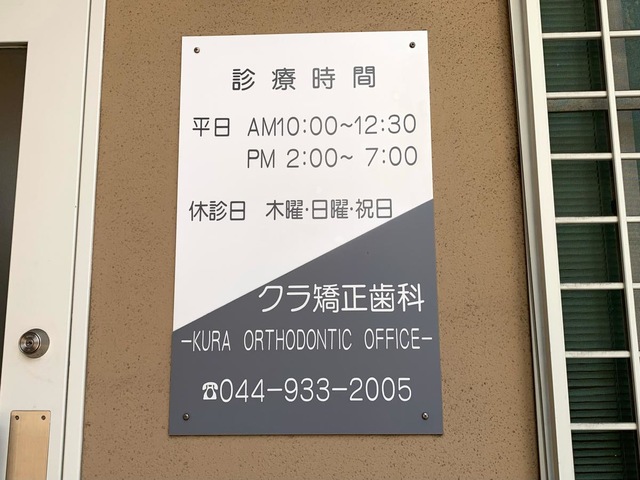 診療時間
平日 AM10:00~12:30
PM 2:00~ 7:00
休診日 木曜・日曜・祝日
クラ矯正歯科
-KURA ORTHODONTIC OFFICE-
☎044-933-2005